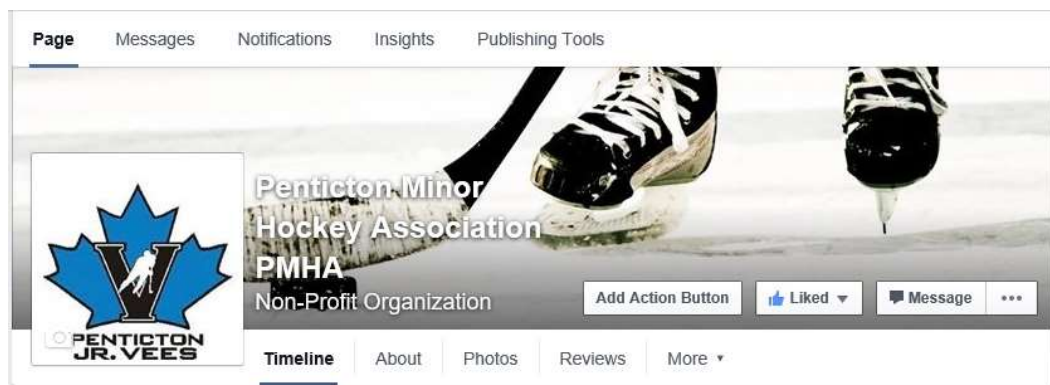 Page Messages Notifications Insights Publishing Tools
Penticton Minor
Hockey Association
PMHA
Non-Profit Organization
Add Action Button Liked Message
V
PENTICTON
JR. VEES
Timeline About Photos Reviews More